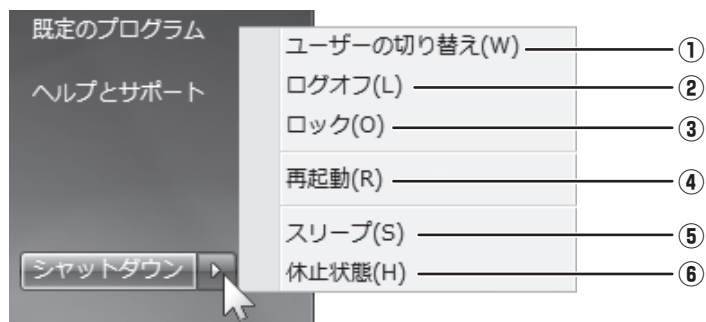 既定のプログラム
ヘルプとサポート
シャットダウン
ユーザーの切り替え(W) ①
ログオフ(L) ②
ロック(O) ③
再起動(R) ④
スリープ(S) ⑤
休止状態(H) ⑥